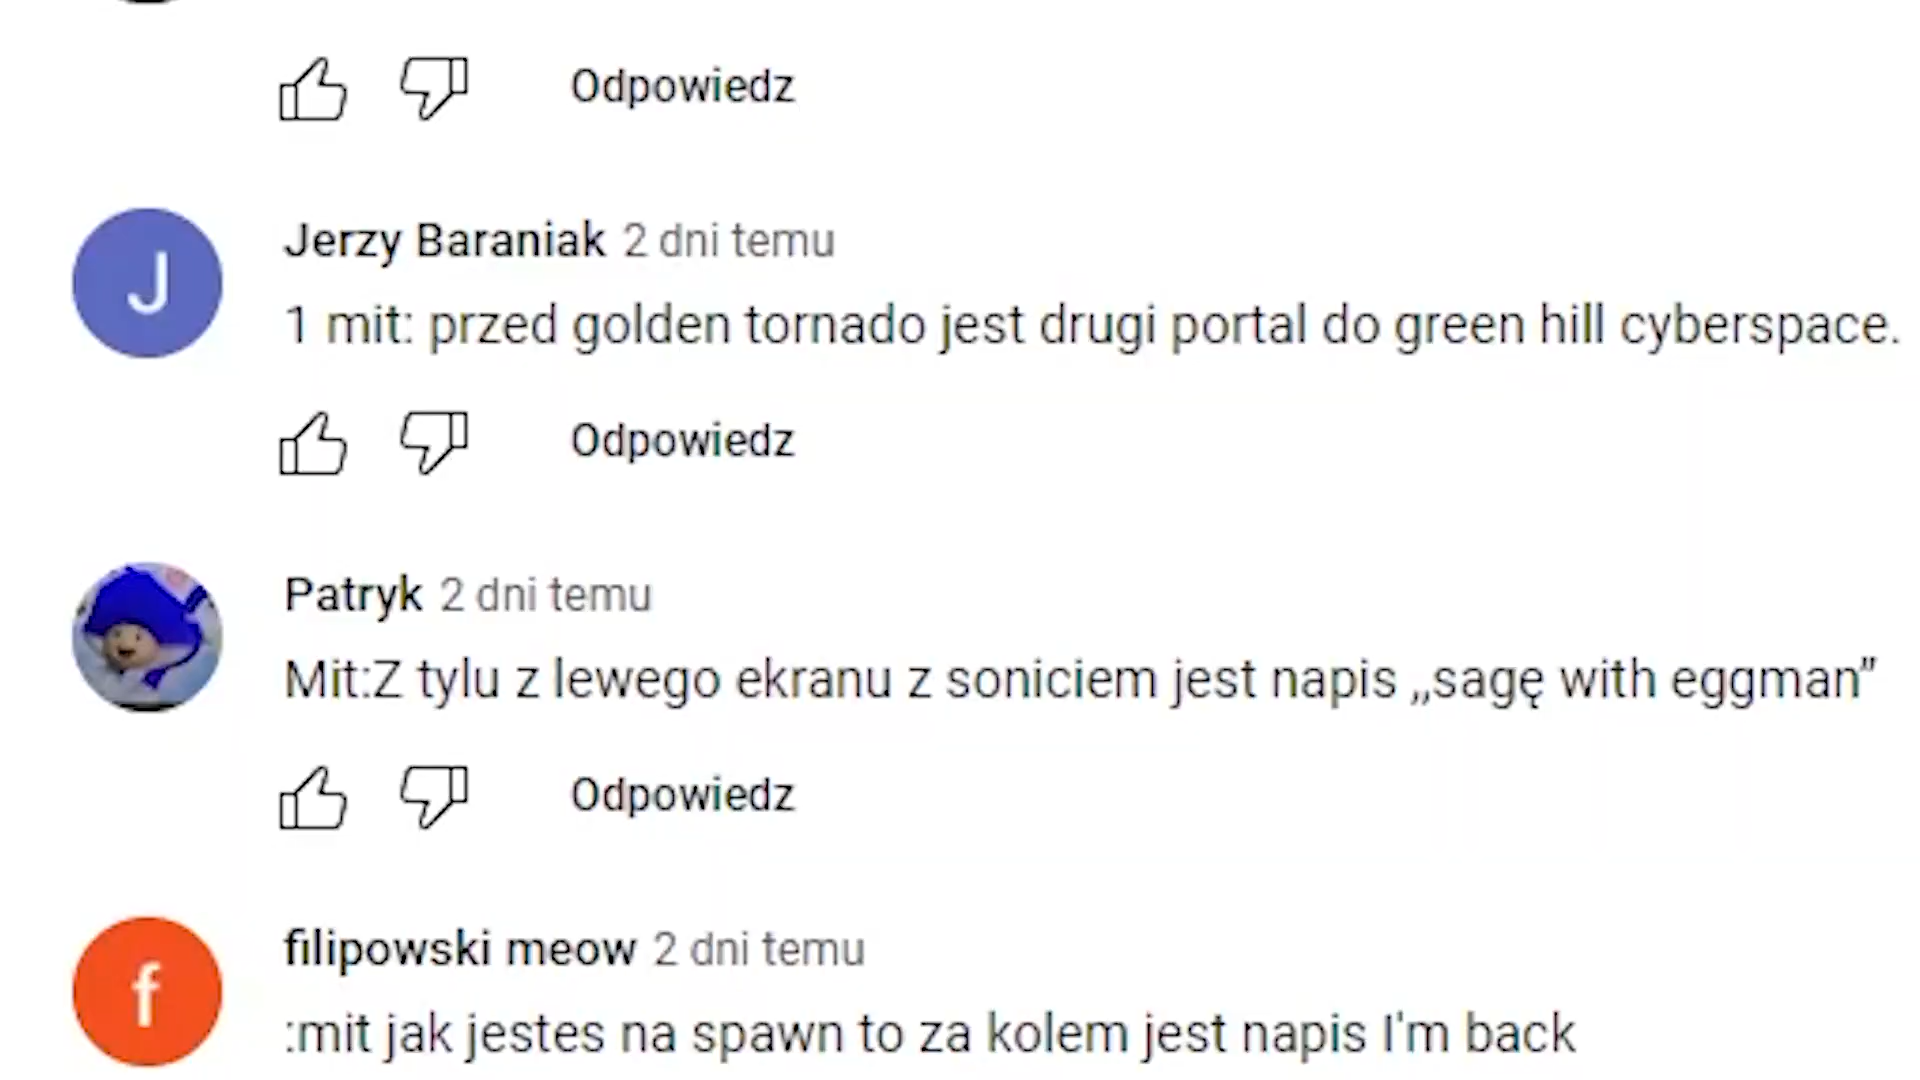 Odpowiedz
Jerzy Baraniak 2 dni temu
1 mit: przed golden tornado jest drugi portal do green hill cyberspace.
Odpowiedz
Patryk 2 dni temu
Mit:Z tylu z lewego ekranu z soniciem jest napis ,,sagę with eggman”
Odpowiedz
filipowski meow 2 dni temu
:mit jak jestes na spawn to za kolem jest napis I'm back